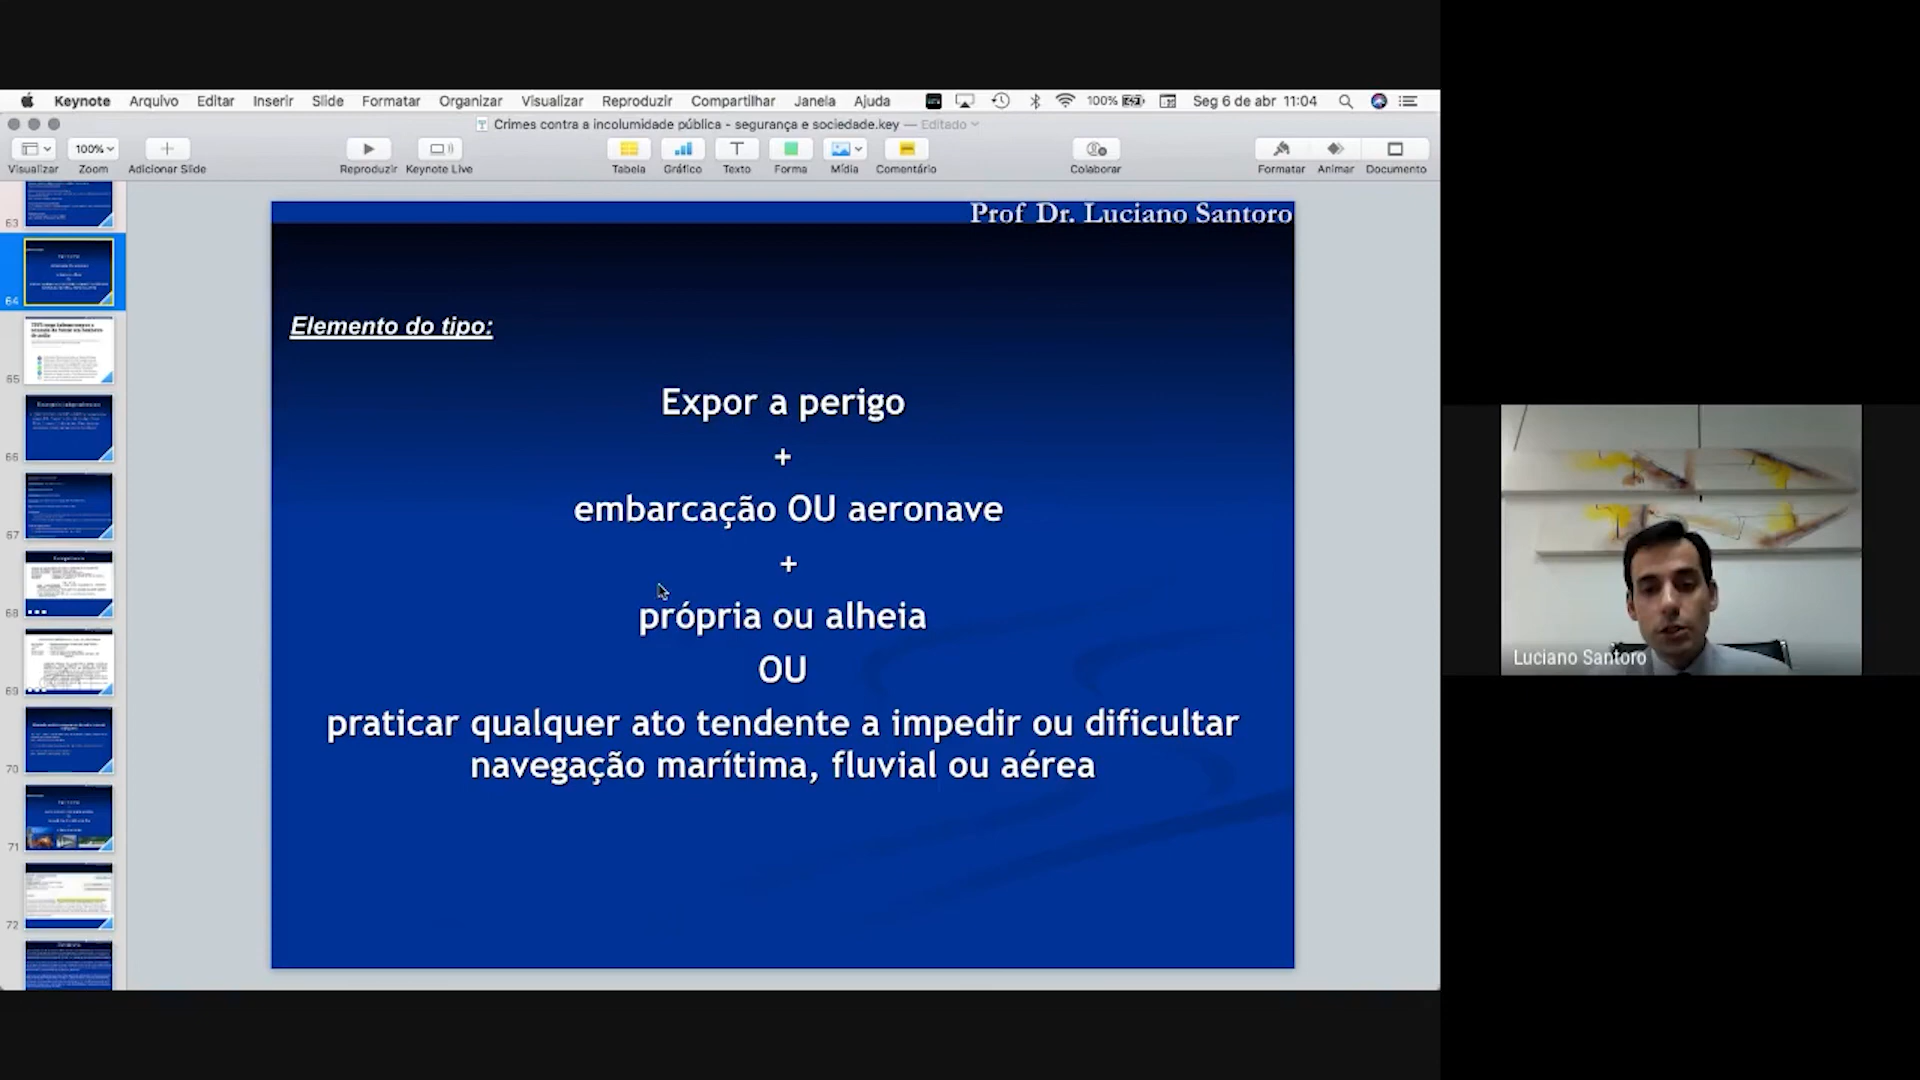 Keynote Arquivo Editar Inserir Slide Formatar Organizar Visualizar Reproduzir Compartilhar Janela Ajuda 100% Seg 6 de abr 11:04
Crimes contra a incolumidade pública - segurança e sociedade.key — Editado
100%
Visualizar Zoom Adicionar Slide Reproduzir Keynote Live Tabela Gráfico Texto Forma Mídia Comentário Colaborar Formatar Animar Documento
63
64
65
66
67
68
69
70
71
72
Prof Dr. Luciano Santoro
Elemento do tipo:
Expor a perigo
+
embarcação OU aeronave
+
própria ou alheia
OU
praticar qualquer ato tendente a impedir ou dificultar
navegação marítima, fluvial ou aérea
Luciano Santoro